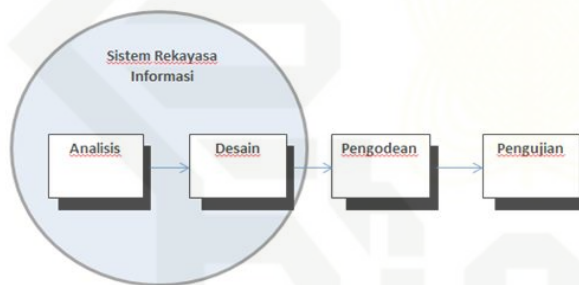 Sistem Rekayasa
Informasi
Analisis
Desain
Pengodean
Pengujian